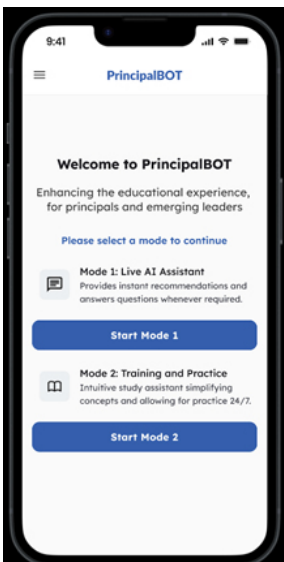 9:41
PrincipalBOT
Welcome to PrincipalBOT
Enhancing the educational experience,
for principals and emerging leaders
Please select a mode to continue
Mode 1: Live AI Assistant
Provides instant recommendations and
answers questions whenever required.
Start Mode 1
Mode 2: Training and Practice
Intuitive study assistant simplifying
concepts and allowing for practice 24/7.
Start Mode 2